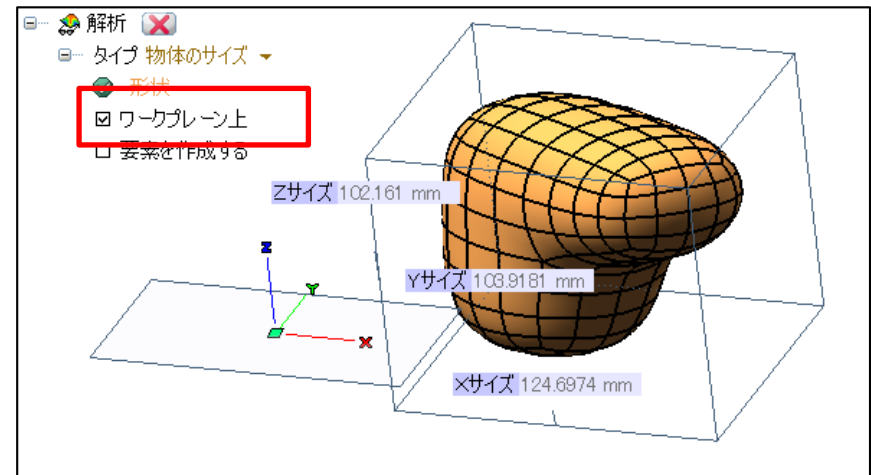 解析
タイプ 物体のサイズ
形状
ワークプレーン上
要素を作成する
Zサイズ 102.161 mm
Z
Yサイズ 103.9181 mm
Y
X
Xサイズ 124.6974 mm